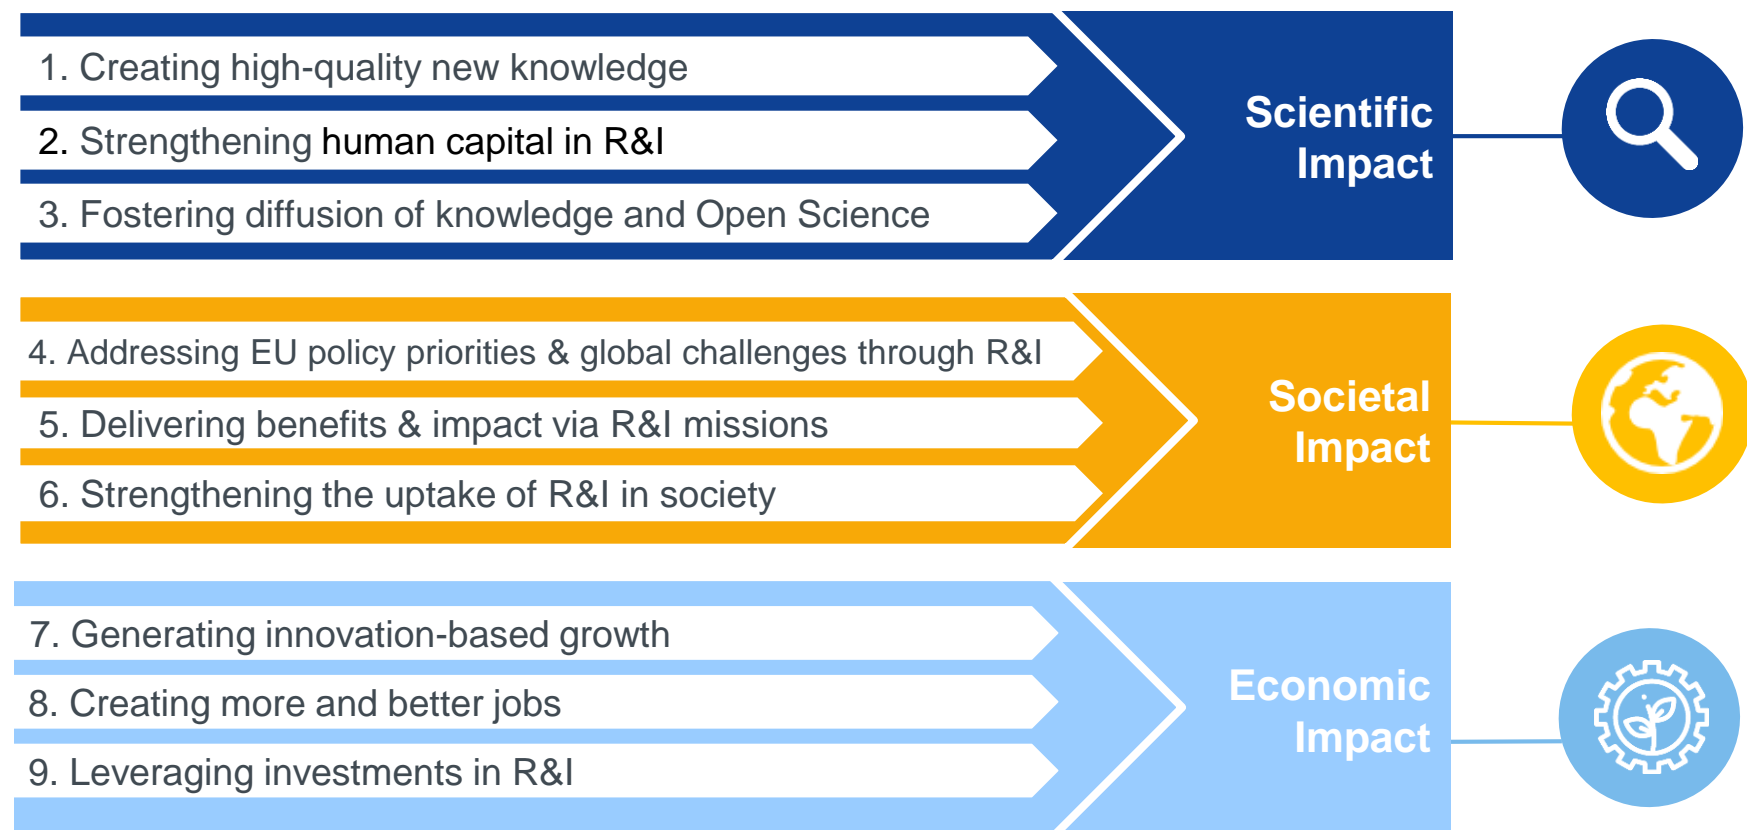 1. Creating high-quality new knowledge
2. Strengthening human capital in R&I
3. Fostering diffusion of knowledge and Open Science
Scientific
Impact
4. Addressing EU policy priorities & global challenges through R&I
5. Delivering benefits & impact via R&I missions
6. Strengthening the uptake of R&I in society
Societal
Impact
7. Generating innovation-based growth
8. Creating more and better jobs
9. Leveraging investments in R&I
Economic
Impact